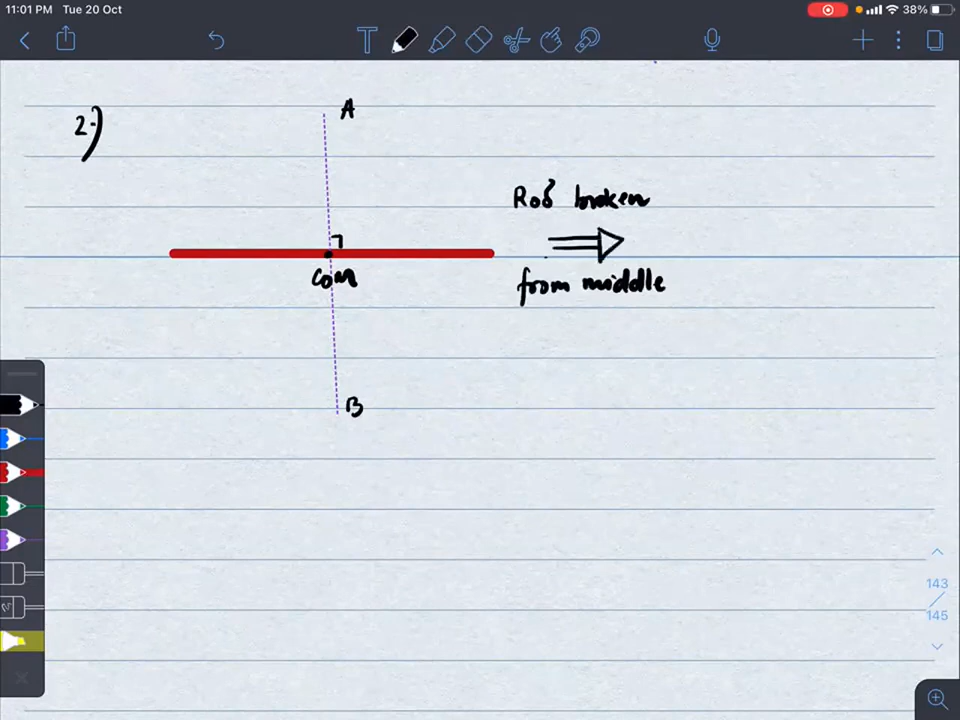 11:01 PM Tue 20 Oct
38%
T
2·)
A
Rod broken
COM
from middle
B
143
145